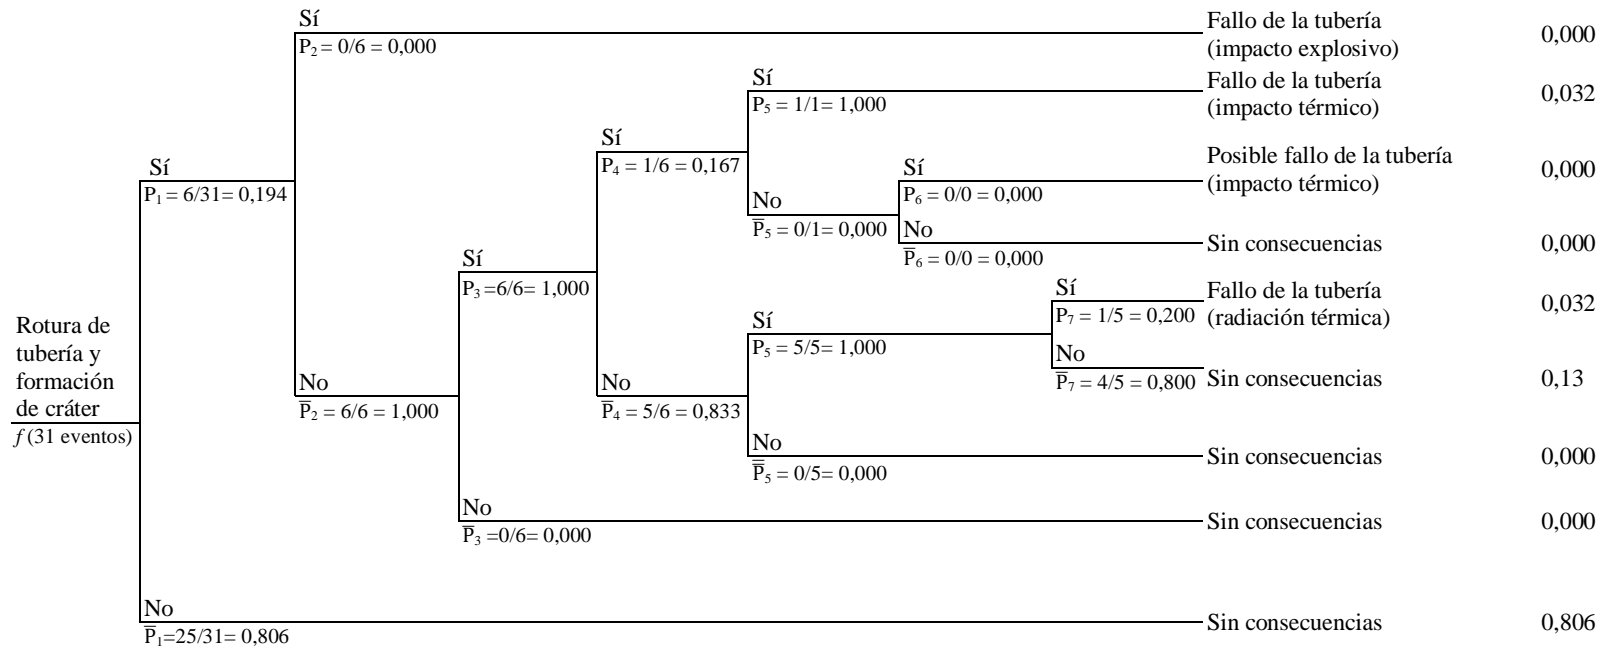 Sí
P₂ = 0/6 = 0,000
Fallo de la tubería
(impacto explosivo)
0,000
Sí
P₅ = 1/1= 1,000
Fallo de la tubería
(impacto térmico)
0,032
Sí
P₄ = 1/6 = 0,167
Sí
P₁ = 6/31= 0,194
Sí
P₆ = 0/0 = 0,000
Posible fallo de la tubería
(impacto térmico)
0,000
No
P̅₅ = 0/1= 0,000
No
P̅₆ = 0/0 = 0,000
Sin consecuencias
0,000
Sí
P₃ =6/6= 1,000
Sí
P₇ = 1/5 = 0,200
Fallo de la tubería
(radiación térmica)
0,032
Sí
P₅ = 5/5= 1,000
No
P̅₇ = 4/5 = 0,800
Sin consecuencias
0,13
Rotura de
tubería y
formación
de cráter
f (31 eventos)
No
P̅₂ = 6/6 = 1,000
No
P̅₄ = 5/6 = 0,833
No
P̅₅ = 0/5= 0,000
Sin consecuencias
0,000
No
P̅₃ =0/6= 0,000
Sin consecuencias
0,000
No
P̅₁=25/31= 0,806
Sin consecuencias
0,806